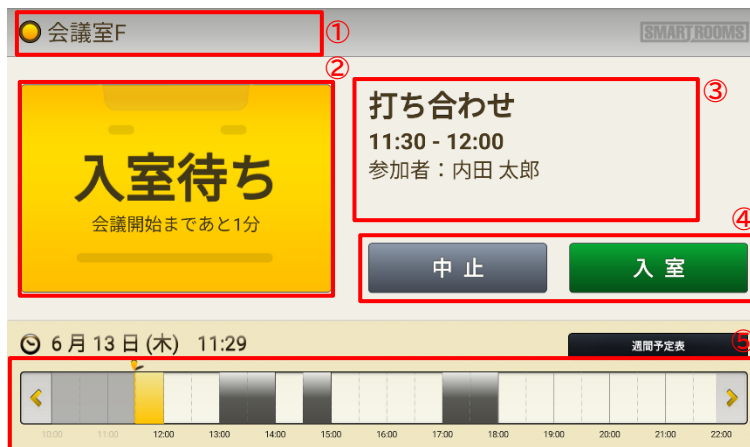 会議室F
①
SMART ROOMS
②
入室待ち
会議開始まであと1分
打ち合わせ
③
11:30 - 12:00
参加者：内田 太郎
④
中 止
入 室
6 月 13 日 (木) 11:29
週間予定表
⑤
10:00 11:00 12:00 13:00 14:00 15:00 16:00 17:00 18:00 19:00 20:00 21:00 22:00